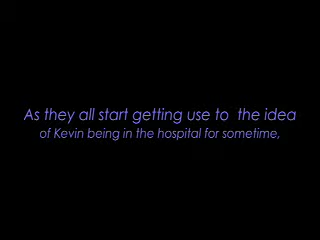 As they all start getting use to the idea
of Kevin being in the hospital for sometime,